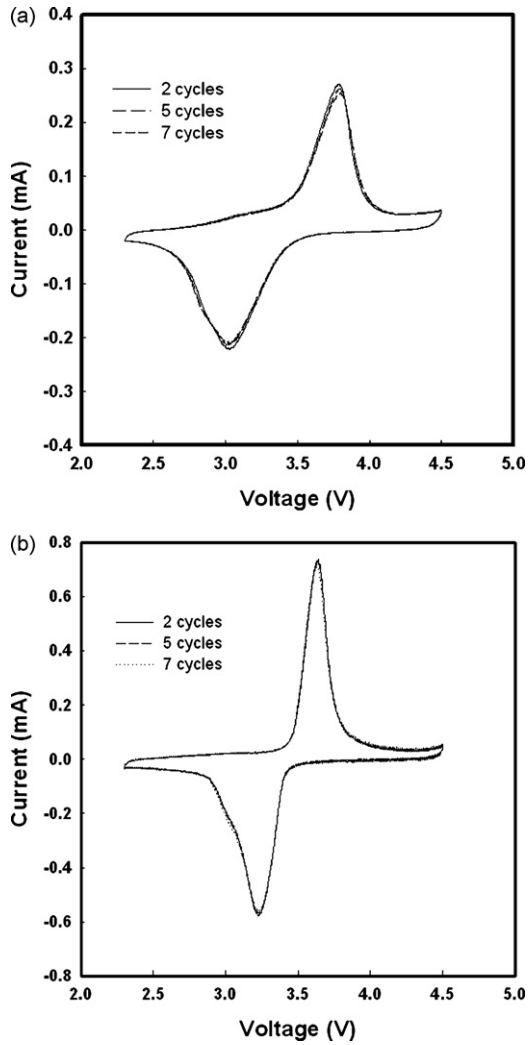 (a)
0.4
0.3
0.2
0.1
0.0
-0.1
-0.2
-0.3
-0.4
Current (mA)
2 cycles
5 cycles
7 cycles
2.0 2.5 3.0 3.5 4.0 4.5 5.0
Voltage (V)
(b)
0.8
0.6
0.4
0.2
0.0
-0.2
-0.4
-0.6
-0.8
Current (mA)
2 cycles
5 cycles
7 cycles
2.0 2.5 3.0 3.5 4.0 4.5 5.0
Voltage (V)